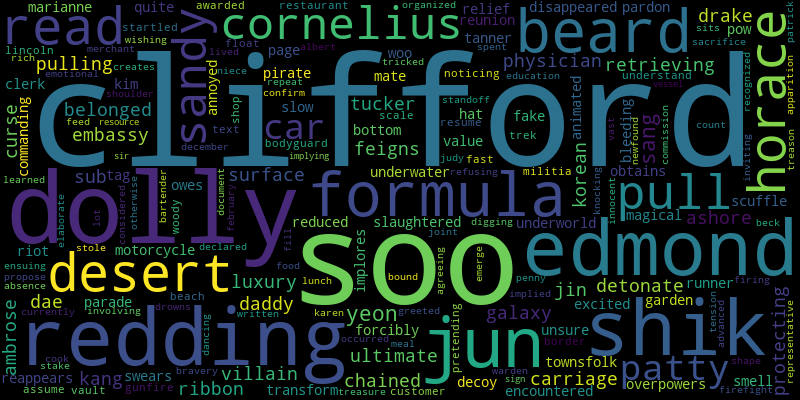 marianne quite awarded restaurant organized disappeared pardon patrick
read startled sandy cornelius relief reunion beard drake horace
lincoln wishing float page woo tanner sits pow
rich merchant creates lived albert spent physician sacrifice
pulling niece tricked noticing retrieving
clerk emotional annoyed pirate mate education understand recognized apparition
curse commanding kim shoulder repeat confirm slow tucker standoff animated vessel
clifford
belonged shop scale hat fake korean bleeding sang count
feed resource text car bottom value resume trek newfound vast commission
embassy december bodyguard feigns judy fast militia treason
sir implying refusing inviting
learned sub tag owes surface underwater obtains
dolly formula pull
elaborate considered otherwise bartender woody document february magical scuffle
lot reduced slaughtered digging underworld knocking innocent ashore beck
riot motorcycle declared fill implores soo joint edmond
ensuing stole
propose desert luxury food bound agreeing emerge penny detonate runner firing
absence dae parade beach lunch jin excited garden
ambrose currently involving drowns daddy karen greeted implied galaxy tension protecting representative
redding written yeon jun unsure border shik advanced
dancing forcibly occurred pretending townsfolk
cook villain ultimate meal patty shape
reappears stake kang swears chained warden decoy carriage overpowers smell
assume vault gunfire ribbon bravery transform treasure customer sign encountered firefight